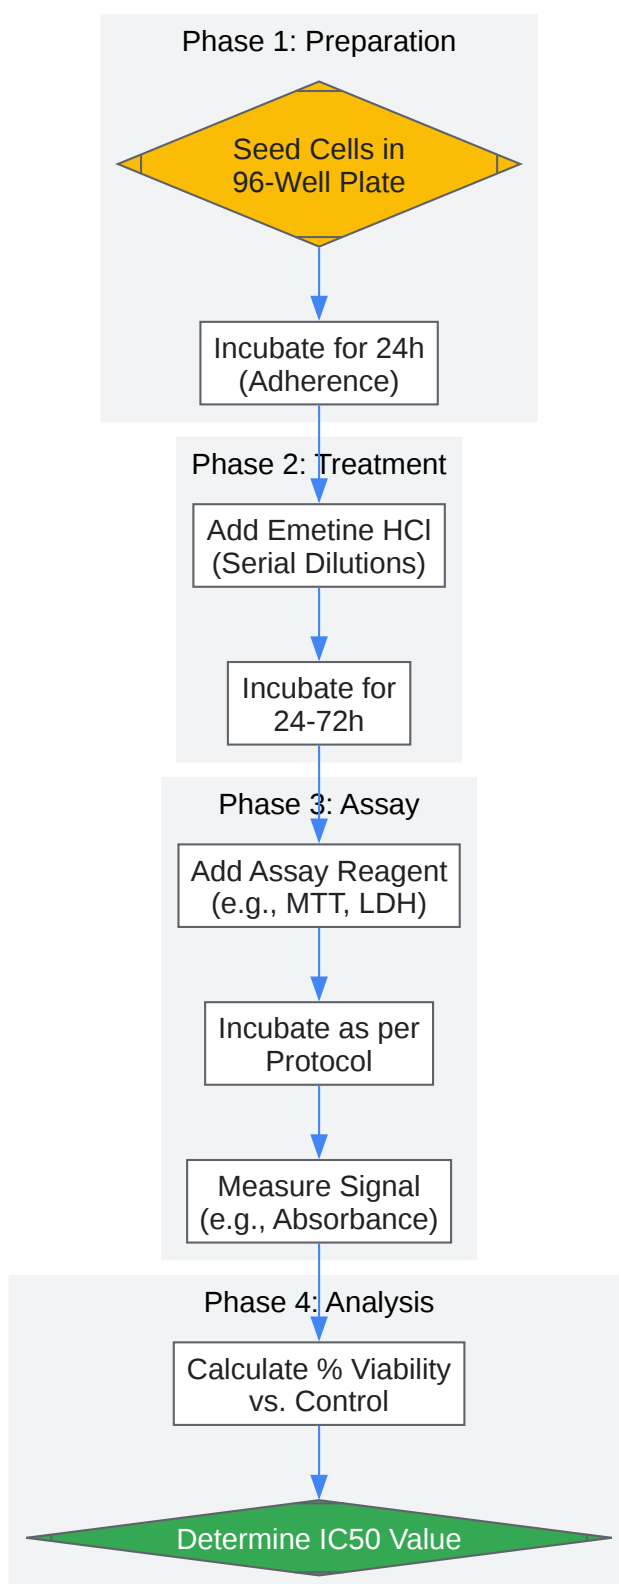 Phase 1: Preparation
Seed Cells in
96-Well Plate
Incubate for 24h
(Adherence)
Phase 2: Treatment
Add Emetine HCl
(Serial Dilutions)
Incubate for
24-72h
Phase 3: Assay
Add Assay Reagent
(e.g., MTT, LDH)
Incubate as per
Protocol
Measure Signal
(e.g., Absorbance)
Phase 4: Analysis
Calculate % Viability
vs. Control
Determine IC50 Value